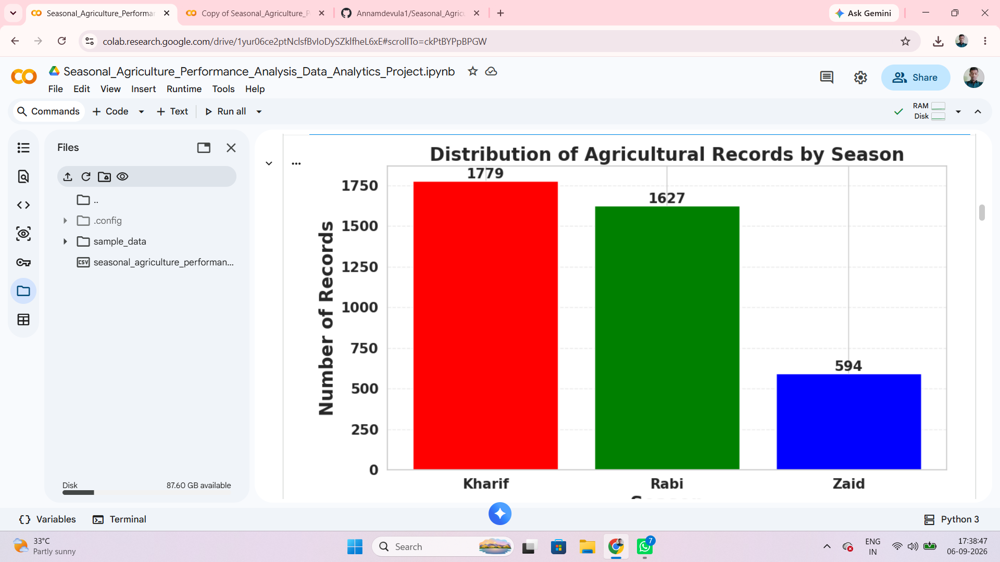 Seasonal_Agriculture_Performar
Copy of Seasonal_Agriculture_P
Annamdevula1/Seasonal_Agric
Ask Gemini
colab.research.google.com/drive/1yur06ce2ptNclsfBvIoDySZklfheL6xE#scrollTo=ckPtBYPpBPGW
Seasonal_Agriculture_Performance_Analysis_Data_Analytics_Project.ipynb
File Edit View Insert Runtime Tools Help
Share
Commands + Code + Text Run all
RAM
Disk
Files
..
.config
sample_data
CSV seasonal_agriculture_performan...
Disk 87.60 GB available
Distribution of Agricultural Records by Season
1779
1627
594
Number of Records
1750
1500
1250
1000
750
500
250
0
Kharif Rabi Zaid
Season
Variables Terminal
Python 3
33°C
Partly sunny
Search
7
ENG
IN
17:38:47
06-09-2026